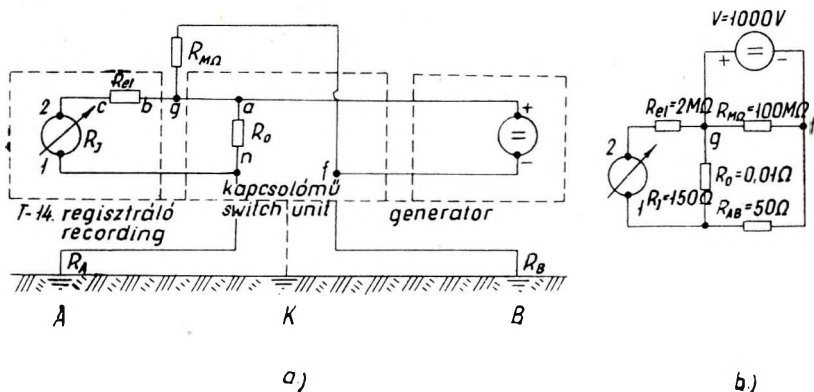 V=1000V
+ -
R_MΩ
R_el
2 c b g a
R_J
R_o
1 n f
+
-
R_el=2MΩ R_MΩ=100MΩ
g f
2
R_o=0,01Ω
1 R_J=150Ω
R_AB=50Ω
T-14. regisztráló
recording
kapcsolómű
switch unit
generator
R_A R_B
A K B
a.) b.)